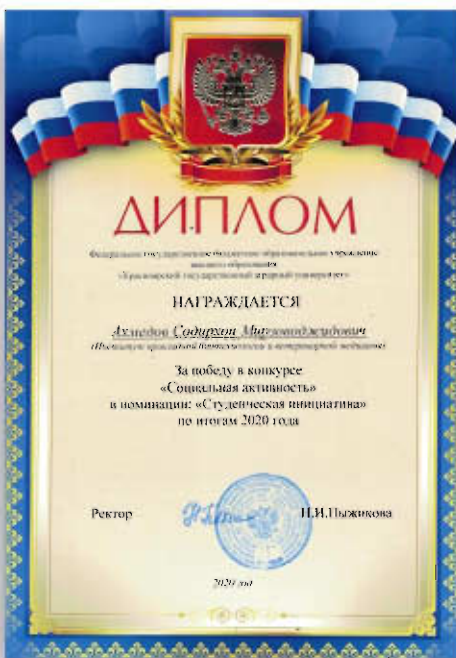 ДИПЛОМ
Федеральное государственное бюджетное образовательное учреждение
высшего образования
«Красноярский государственный аграрный университет»
НАГРАЖДАЕТСЯ
Ахмедов Содирхон
(Институт прикладной биотехнологии и ветеринарной медицины)
За победу в конкурсе
«Социальная активность»
в номинации: «Студенческая инициатива»
по итогам 2020 года
Ректор Н.И.Пыжикова
2020 год